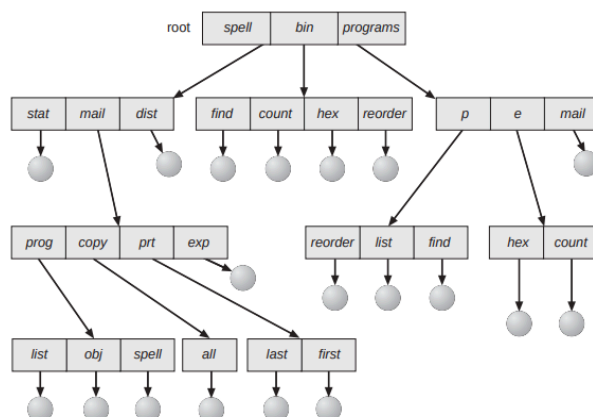 root spell bin programs
stat mail dist find count hex reorder p e mail
prog copy prt exp reorder list find hex count
list obj spell all last first